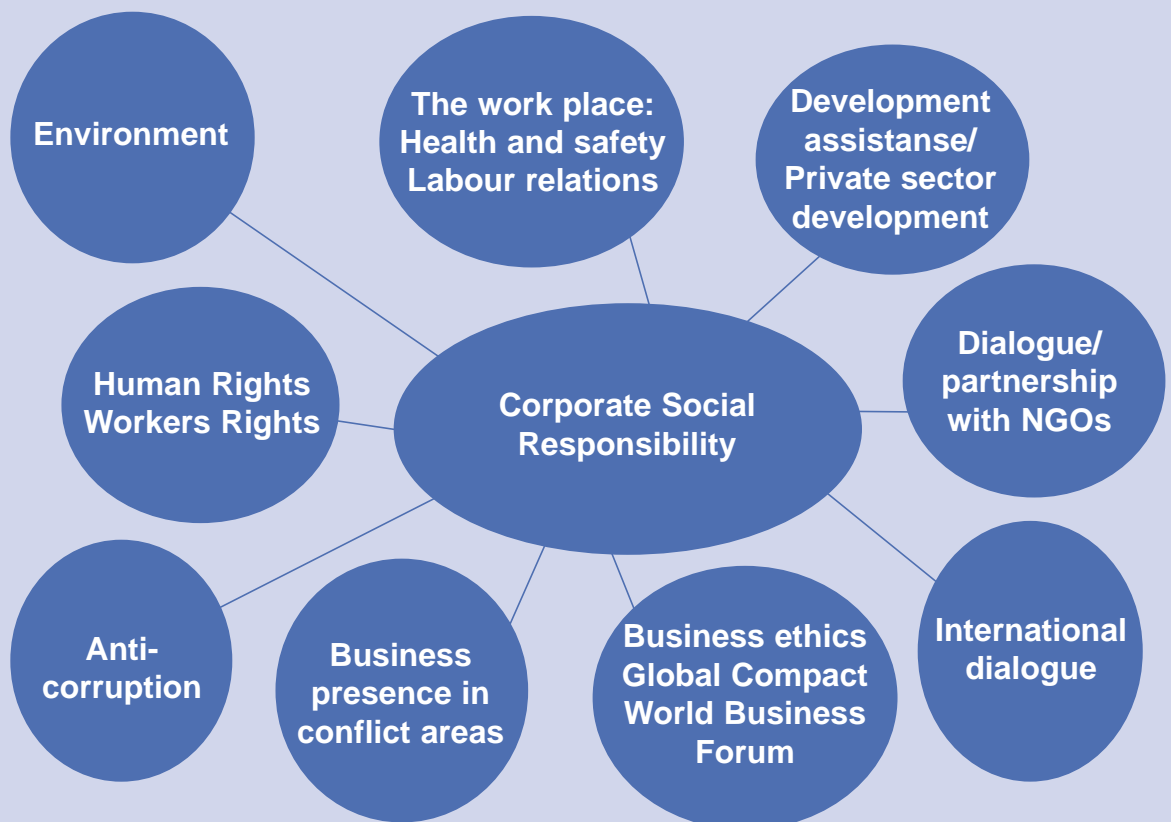 Environment
The work place:
Health and safety
Labour relations
Development
assistanse/
Private sector
development
Human Rights
Workers Rights
Corporate Social
Responsibility
Dialogue/
partnership
with NGOs
Anti-
corruption
Business
presence in
conflict areas
Business ethics
Global Compact
World Business
Forum
International
dialogue